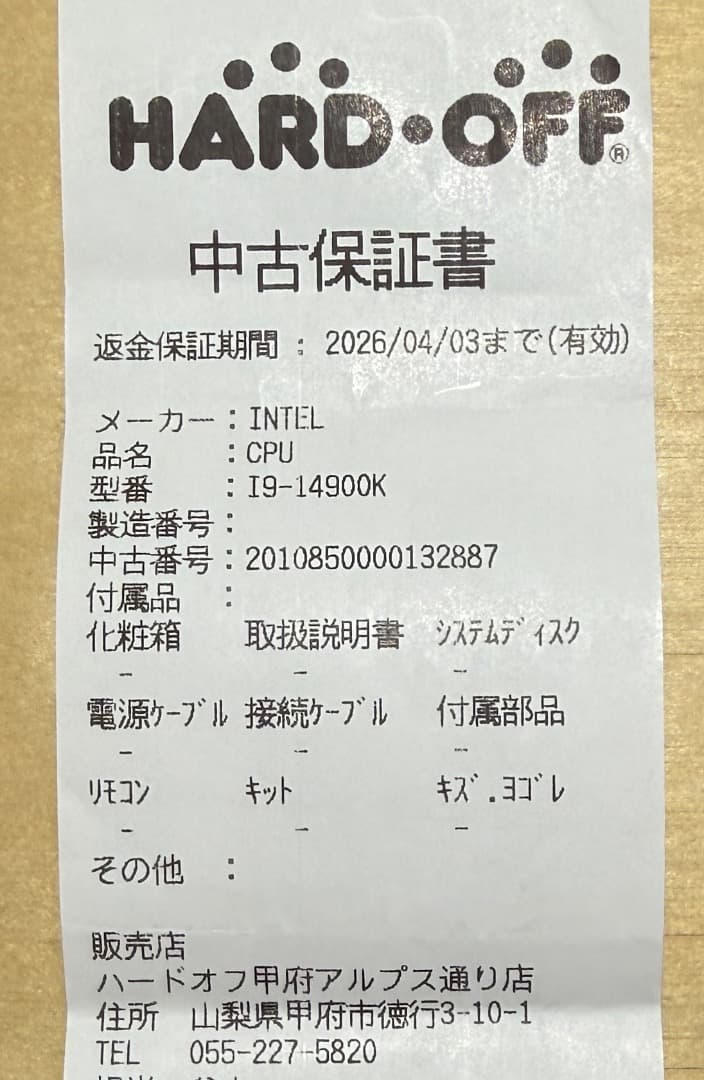 HARD・OFF®
中古保証書
返金保証期間 : 2026/04/03まで(有効)
メーカー:INTEL
品名 :CPU
型番 :I9-14900K
製造番号:
中古番号:2010850000132887
付属品 :
化粧箱 取扱説明書 ｼｽﾃﾑﾃﾞｨｽｸ
- - -
電源ｹｰﾌﾞﾙ 接続ｹｰﾌﾞﾙ 付属部品
- - -
ﾘﾓｺﾝ ｷｯﾄ ｷｽﾞ.ﾖｺﾞﾚ
- - -
その他 :
販売店
ハードオフ甲府アルプス通り店
住所 山梨県甲府市徳行3-10-1
TEL 055-227-5820